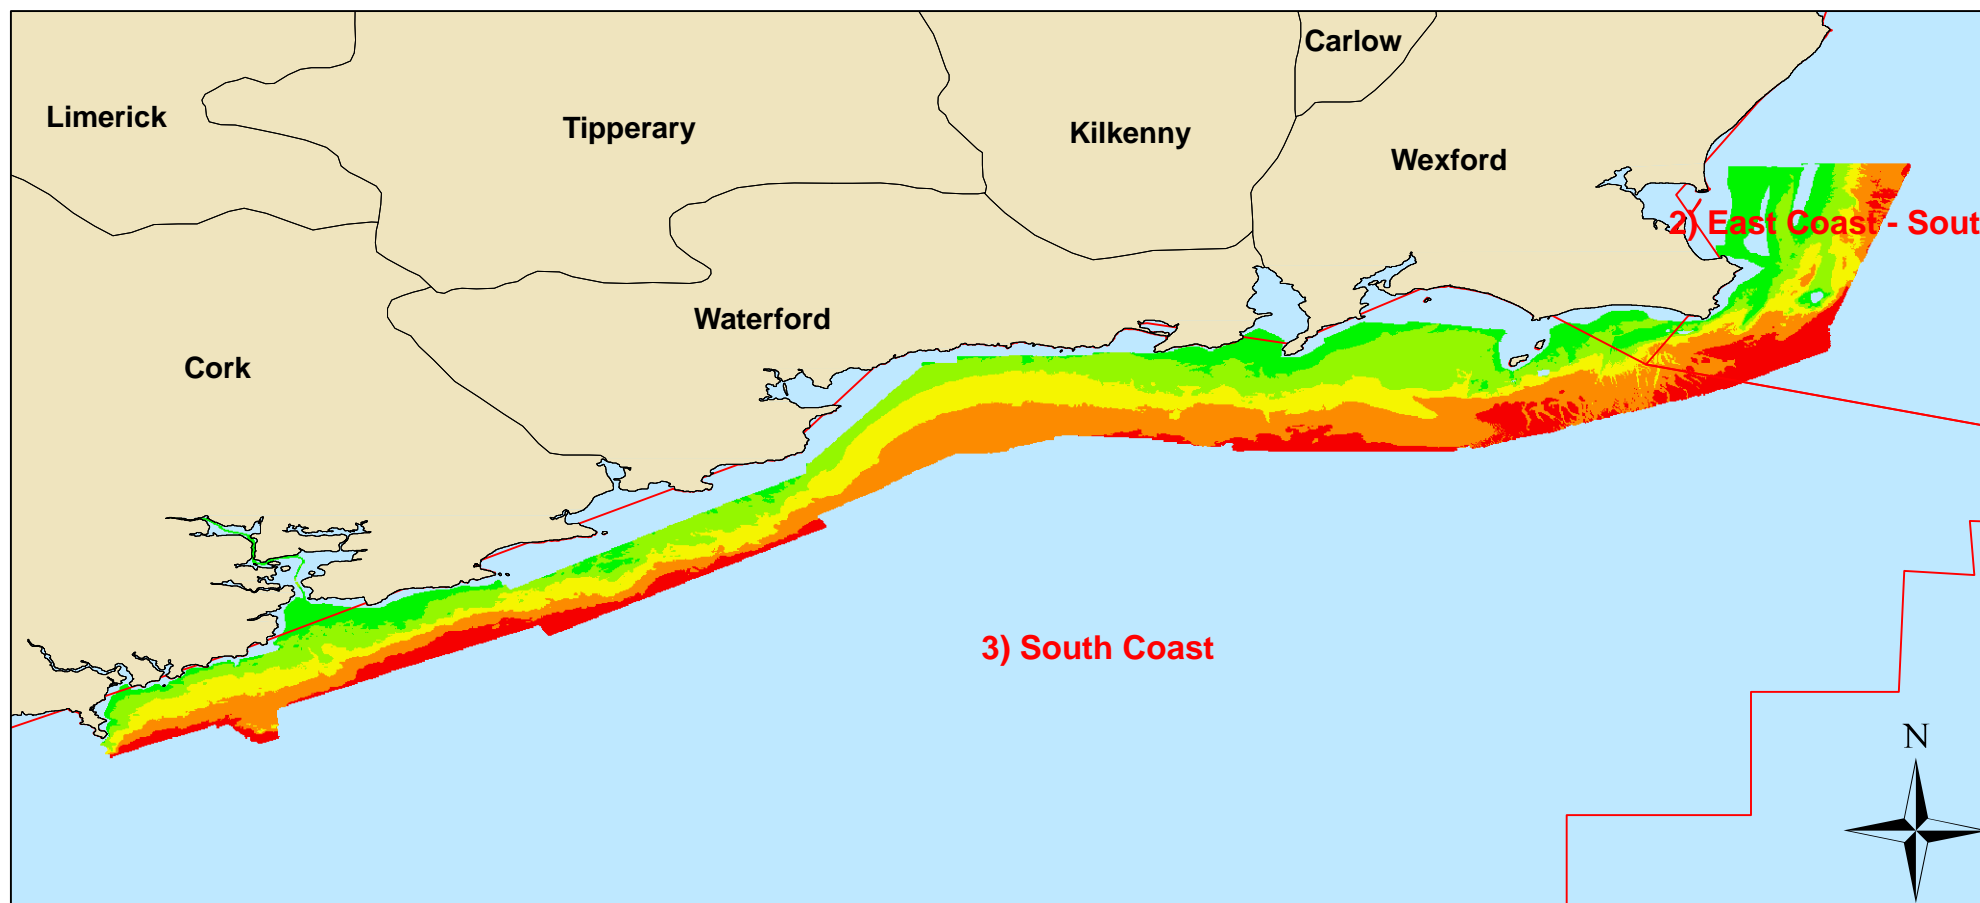 Carlow
Limerick
Tipperary
Kilkenny
Wexford
2) East Coast - Sout
Waterford
Cork
3) South Coast
N